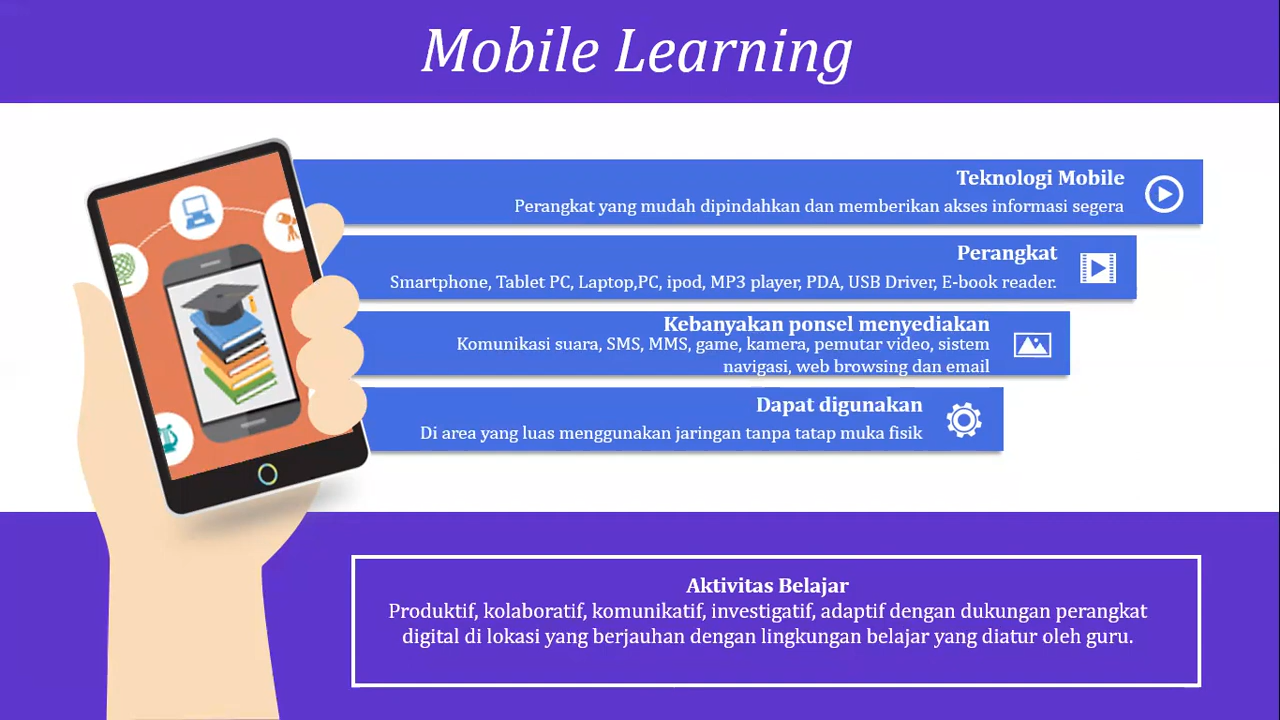 Mobile Learning
Teknologi Mobile
Perangkat yang mudah dipindahkan dan memberikan akses informasi segera
Perangkat
Smartphone, Tablet PC, Laptop,PC, ipod, MP3 player, PDA, USB Driver, E-book reader.
Kebanyakan ponsel menyediakan
Komunikasi suara, SMS, MMS, game, kamera, pemutar video, sistem
navigasi, web browsing dan email
Dapat digunakan
Di area yang luas menggunakan jaringan tanpa tatap muka fisik
Aktivitas Belajar
Produktif, kolaboratif, komunikatif, investigatif, adaptif dengan dukungan perangkat
digital di lokasi yang berjauhan dengan lingkungan belajar yang diatur oleh guru.